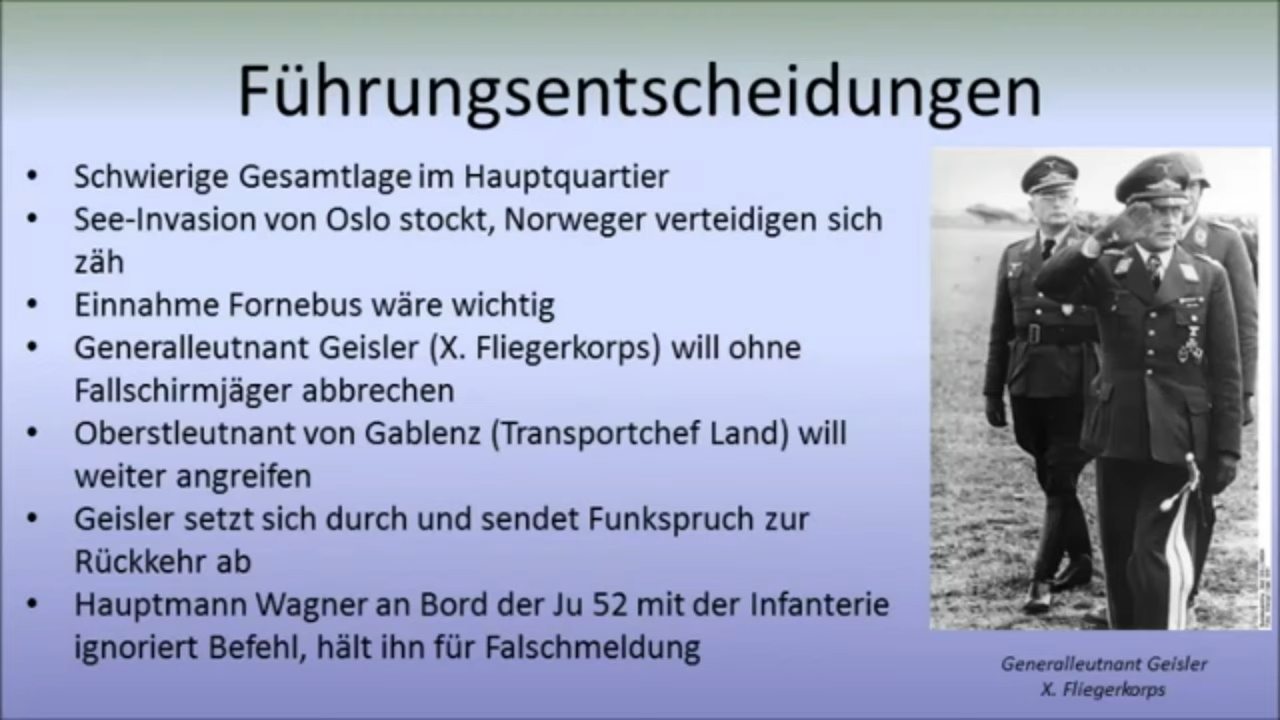 Führungsentscheidungen
• Schwierige Gesamtlage im Hauptquartier
• See-Invasion von Oslo stockt, Norweger verteidigen sich
zäh
• Einnahme Fornebus wäre wichtig
• Generalleutnant Geisler (X. Fliegerkorps) will ohne
Fallschirmjäger abbrechen
• Oberstleutnant von Gablenz (Transportchef Land) will
weiter angreifen
• Geisler setzt sich durch und sendet Funkspruch zur
Rückkehr ab
• Hauptmann Wagner an Bord der Ju 52 mit der Infanterie
ignoriert Befehl, hält ihn für Falschmeldung
Generalleutnant Geisler
X. Fliegerkorps